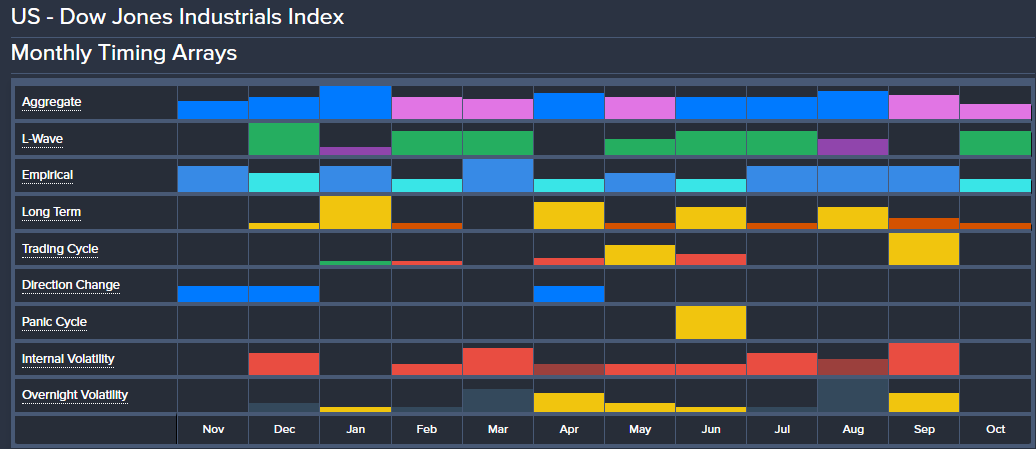 US - Dow Jones Industrials Index
Monthly Timing Arrays
Aggregate
L-Wave
Empirical
Long Term
Trading Cycle
Direction Change
Panic Cycle
Internal Volatility
Overnight Volatility
Nov Dec Jan Feb Mar Apr May Jun Jul Aug Sep Oct